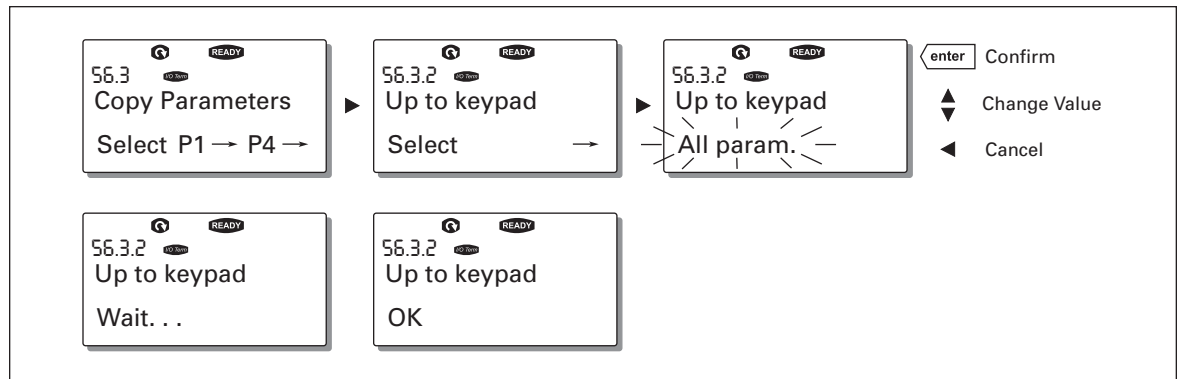 READY
S6.3 I/O Term
Copy Parameters
Select P1 → P4 →
READY
S6.3.2 I/O Term
Up to keypad
Select →
READY
S6.3.2 I/O Term
Up to keypad
All param.
enter Confirm
Change Value
Cancel
READY
S6.3.2 I/O Term
Up to keypad
Wait. . .
READY
S6.3.2 I/O Term
Up to keypad
OK